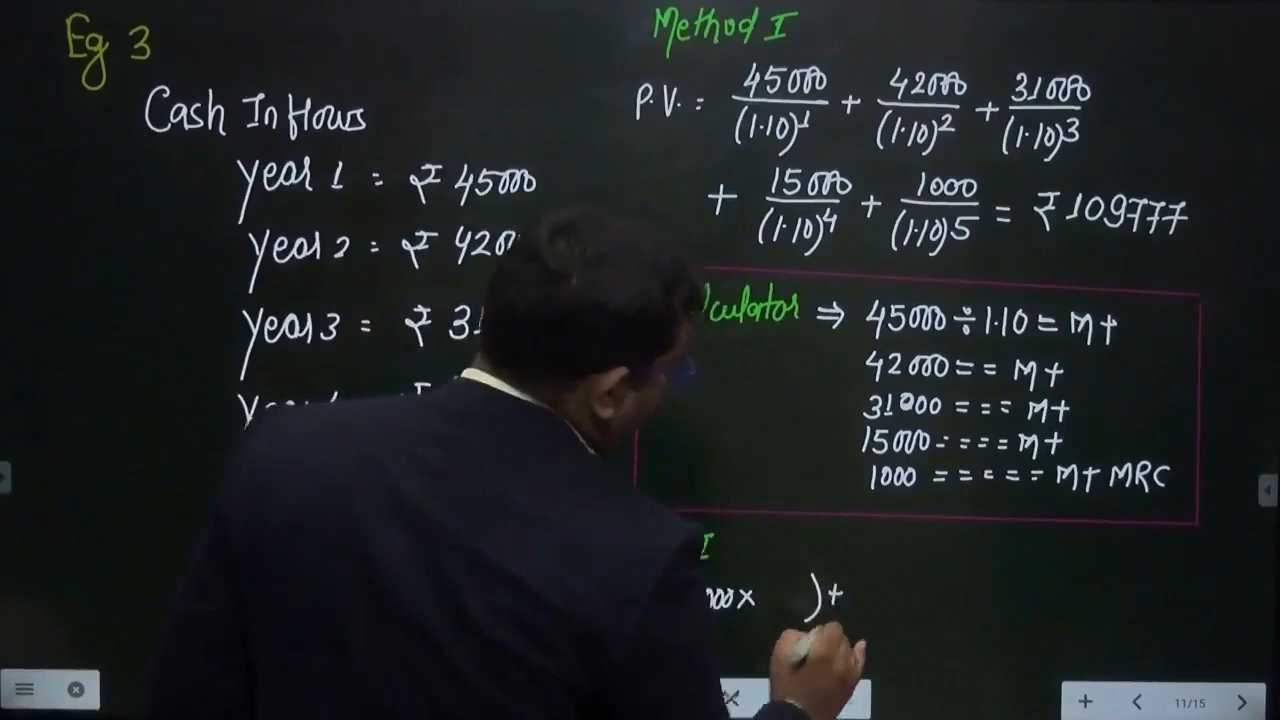 Eg 3
Cash Inflows
Year 1 = ₹ 45000
Year 2 = ₹
Year 3 = ₹
Method I
P.V. = 45000/(1.10)^1 + 42000/(1.10)^2 + 31000/(1.10)^3
+ 15000/(1.10)^4 + 1000/(1.10)^5 = ₹109777
⇒ 45000 ÷ 1.10 = M+
42000 = = M+
31000 = = = M+
15000 = = = = M+
1000 = = = = = M+ MRC
) +
11/15